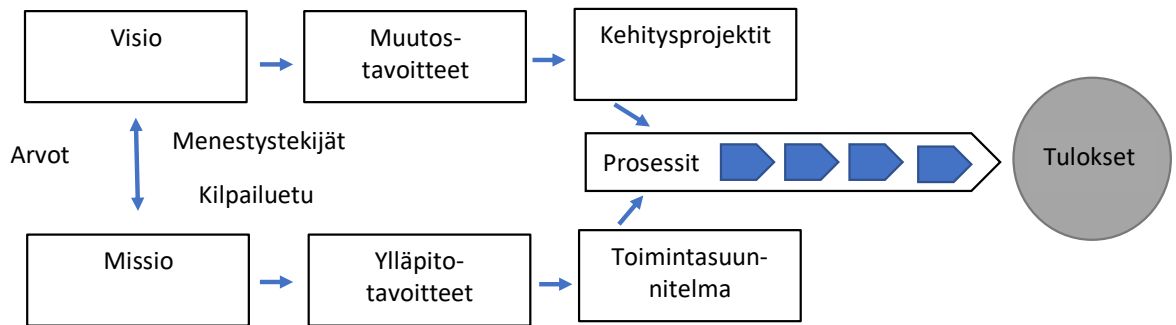 Visio
Muutos-
tavoitteet
Kehitysprojektit
Arvot
Menestystekijät
Kilpailuetu
Prosessit
Tulokset
Missio
Ylläpito-
tavoitteet
Toimintasuun-
nitelma